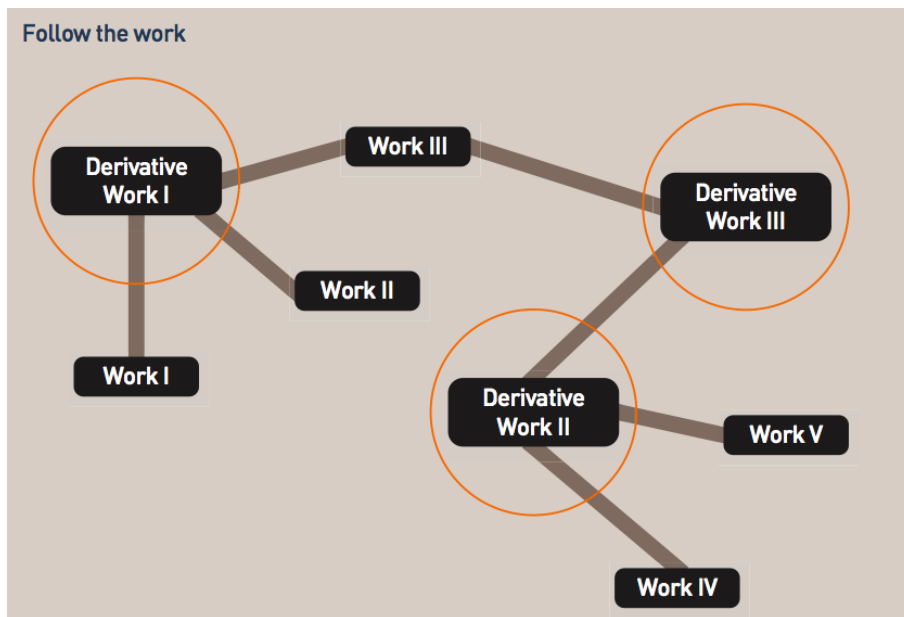 Follow the work
Work III
Derivative
Work I
Derivative
Work III
Work II
Work I
Derivative
Work II
Work V
Work IV